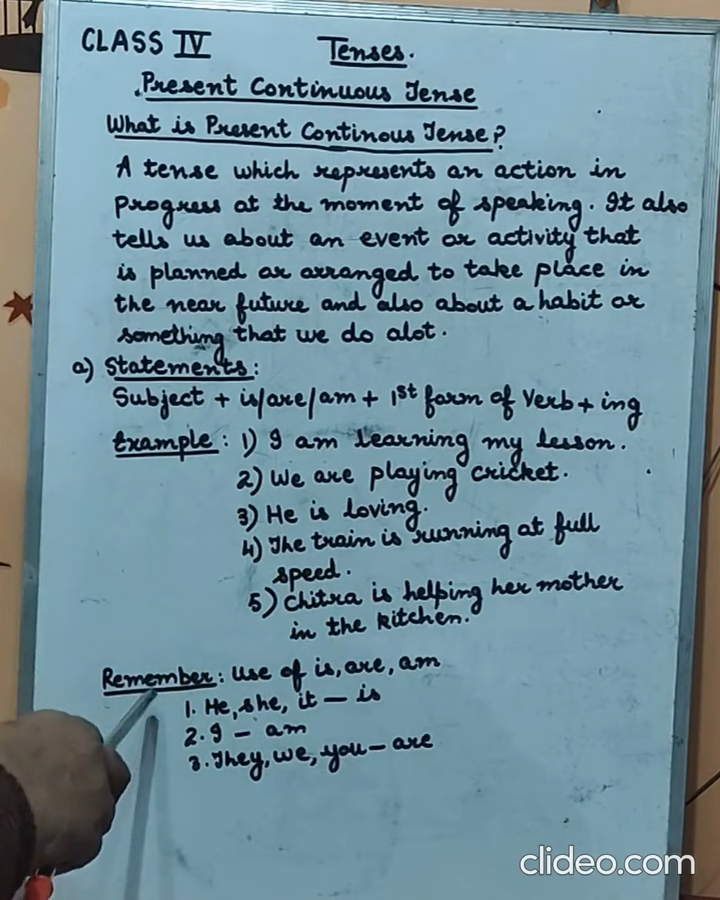 CLASS IV Tenses.
Present Continuous Tense
What is Present Continous Tense?
A tense which represents an action in
progress at the moment of speaking. It also
tells us about an event or activity that
is planned or arranged to take place in
the near future and also about a habit or
something that we do alot.
a) Statements:
Subject + is/are/am + 1st form of Verb + ing
Example: 1) I am learning my lesson.
2) We are playing cricket.
3) He is loving.
4) The train is running at full
speed.
5) Chitra is helping her mother
in the kitchen.
Remember: Use of is, are, am
1. He, she, it – is
2. I – am
3. They, we, you – are
clideo.com